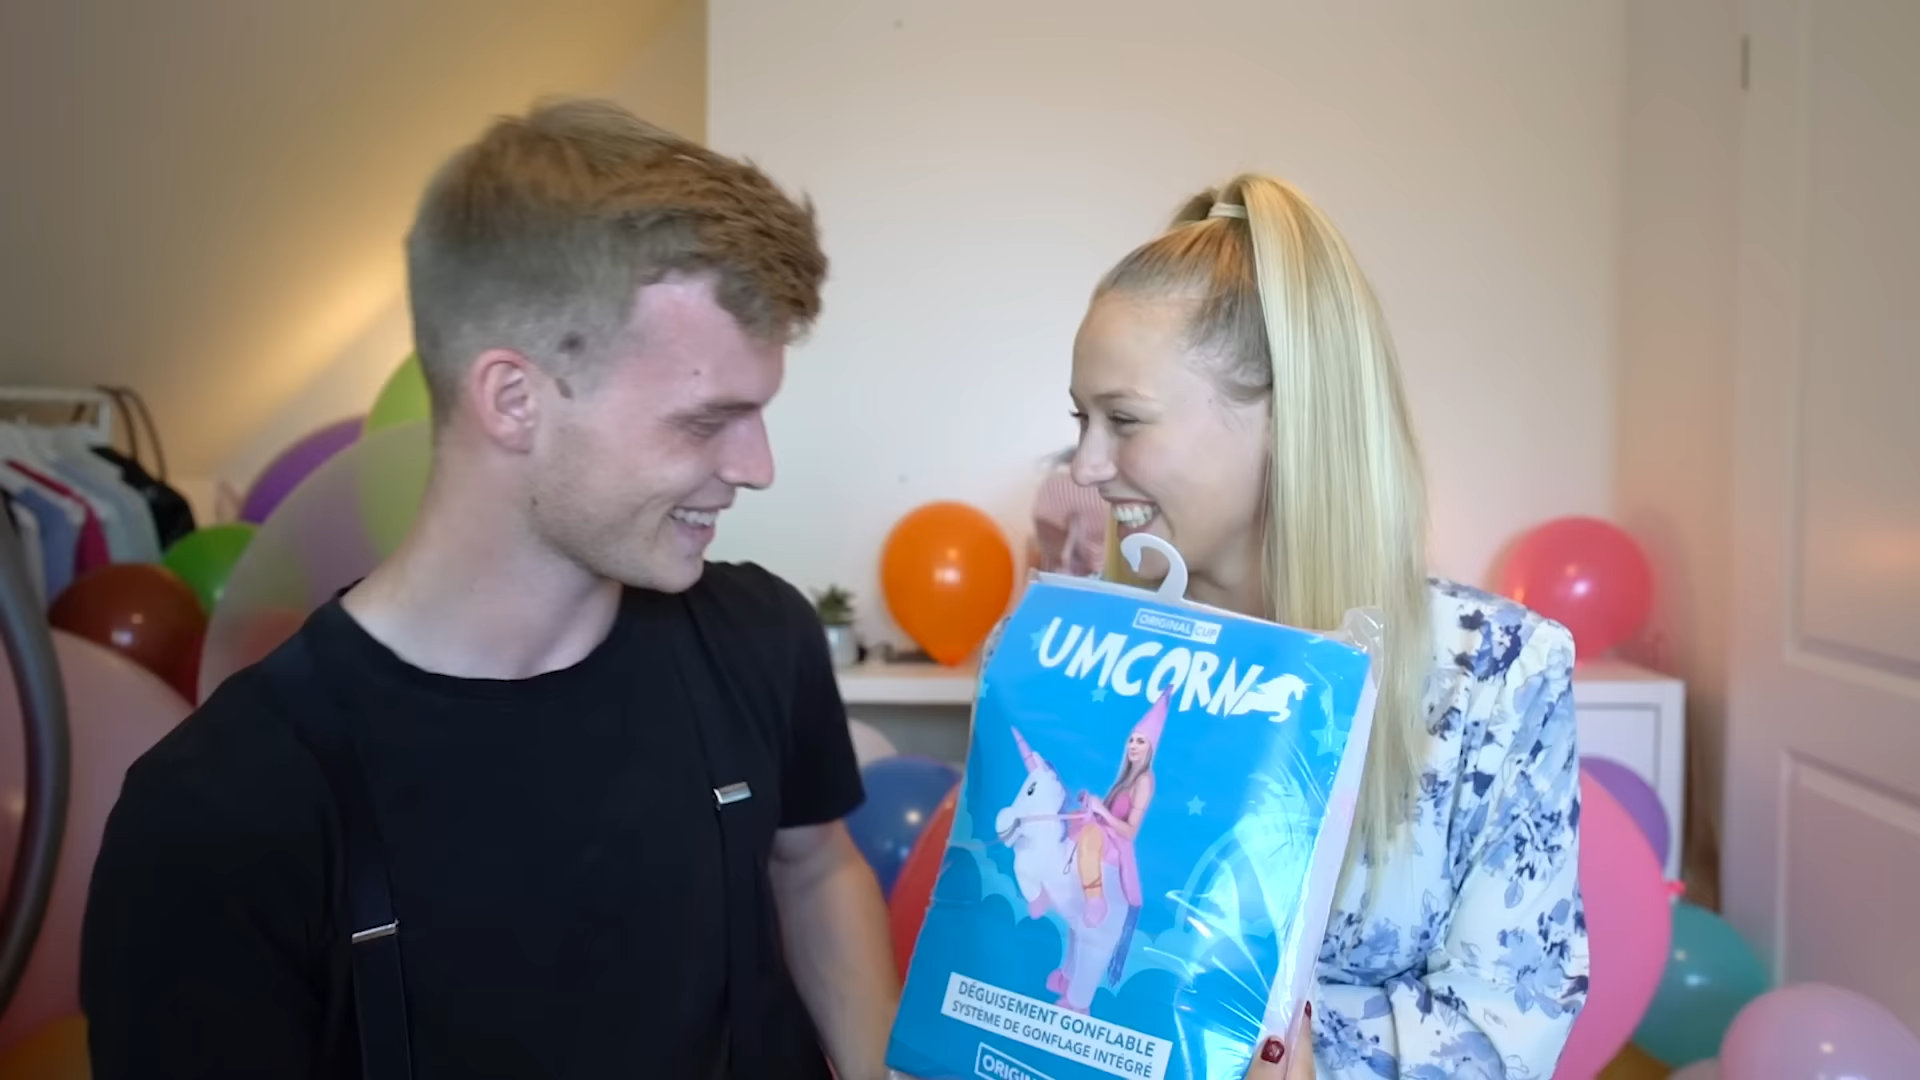 ORIGINAL CUP
UMCORN
DÉGUISEMENT GONFLABLE
SYSTÈME DE GONFLAGE INTÉGRÉ